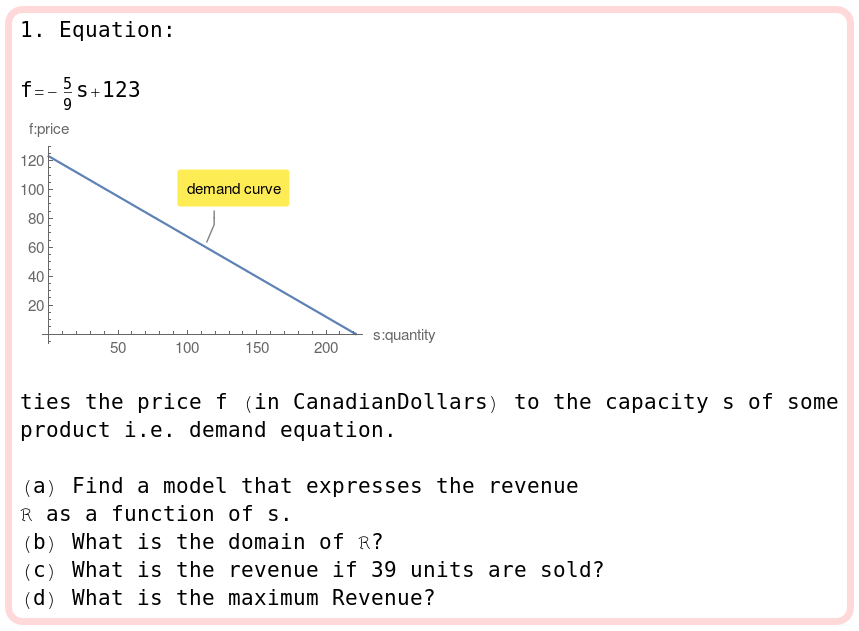 1. Equation:
f=-5/9 s+123
f:price
120
100
80
60
40
20
demand curve
50 100 150 200
s:quantity
ties the price f (in CanadianDollars) to the capacity s of some
product i.e. demand equation.
(a) Find a model that expresses the revenue
ℛ as a function of s.
(b) What is the domain of ℛ?
(c) What is the revenue if 39 units are sold?
(d) What is the maximum Revenue?